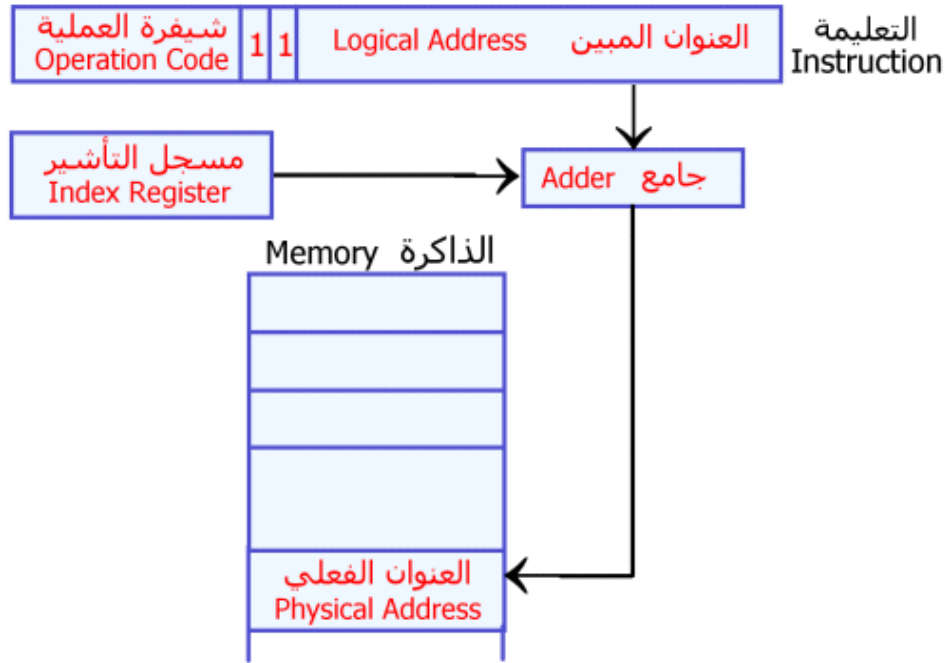 شيفرة العملية
Operation Code
1
1
Logical Address العنوان المبين
التعليمة
Instruction
مسجل التأشير
Index Register
Adder جامع
Memory الذاكرة
العنوان الفعلي
Physical Address